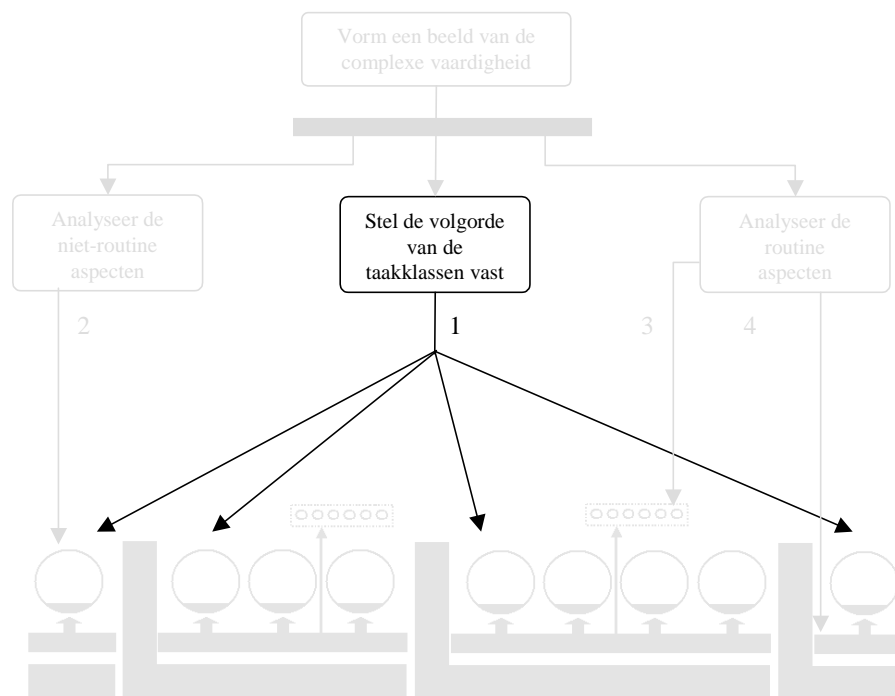 Vorm een beeld van de
complexe vaardigheid
Analyseer de
niet-routine
aspecten
Stel de volgorde
van de
taakklassen vast
Analyseer de
routine
aspecten
2
1
3
4